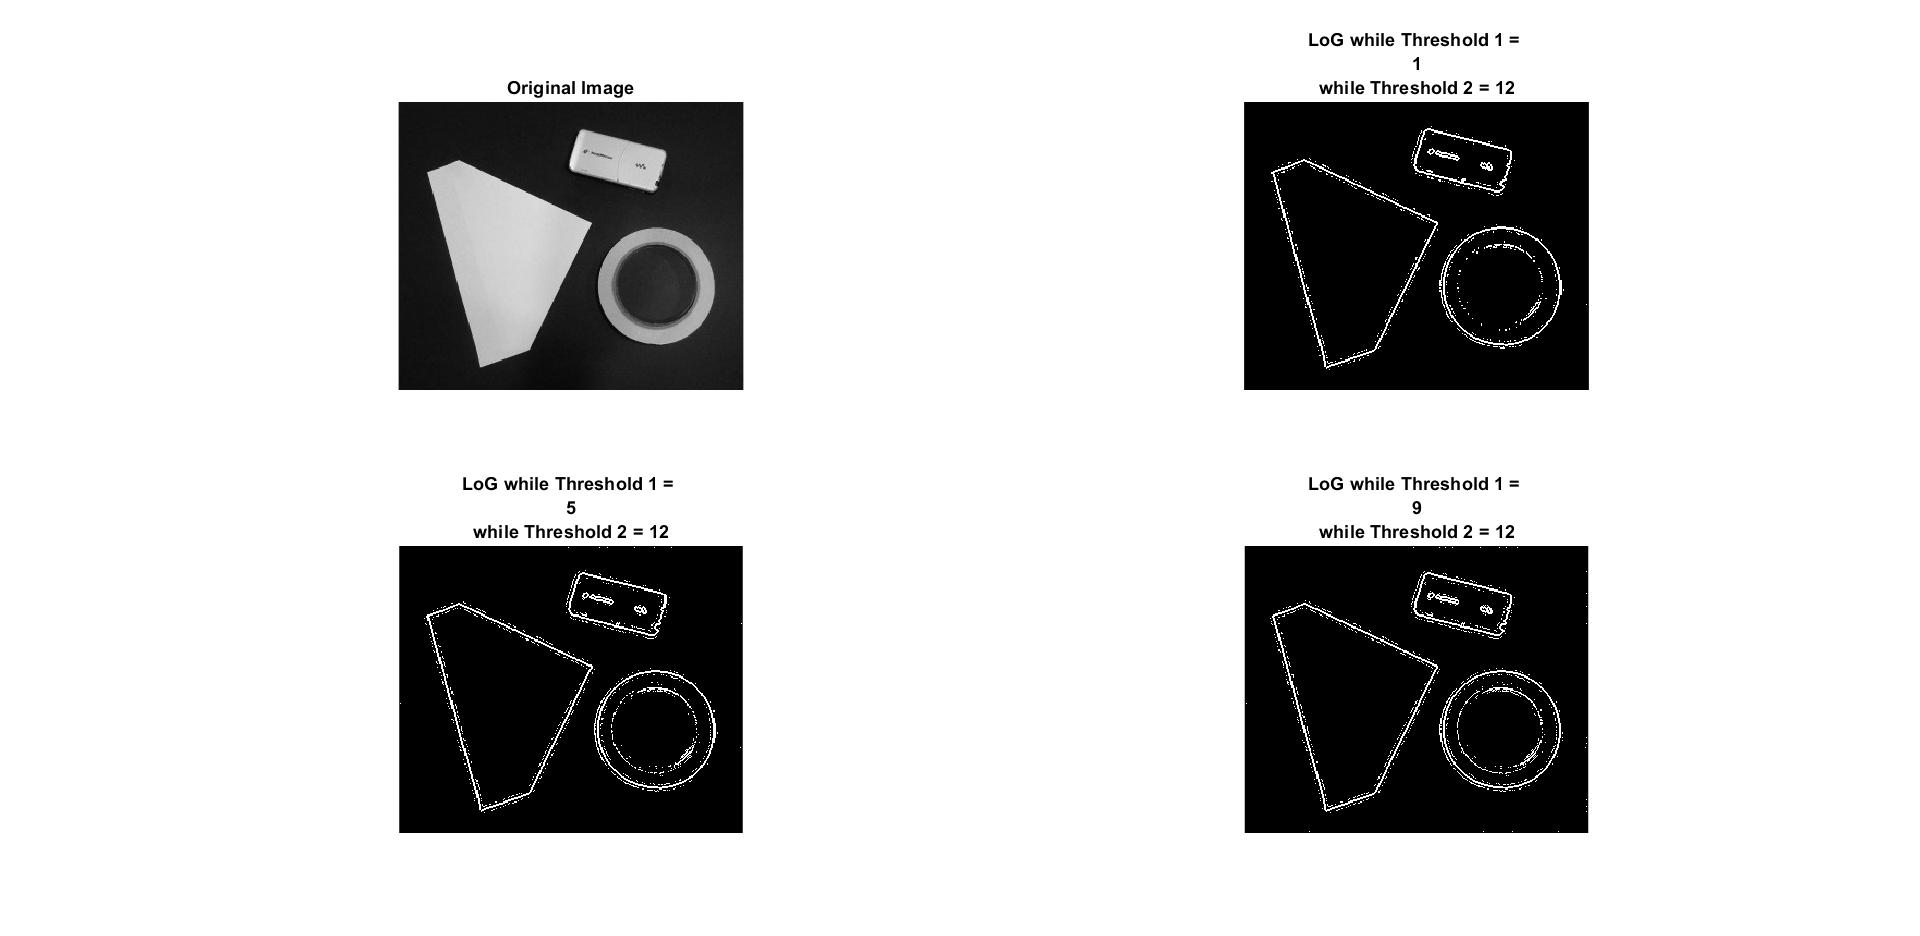 Original Image
LoG while Threshold 1 =
1
while Threshold 2 = 12
LoG while Threshold 1 =
5
while Threshold 2 = 12
LoG while Threshold 1 =
9
while Threshold 2 = 12